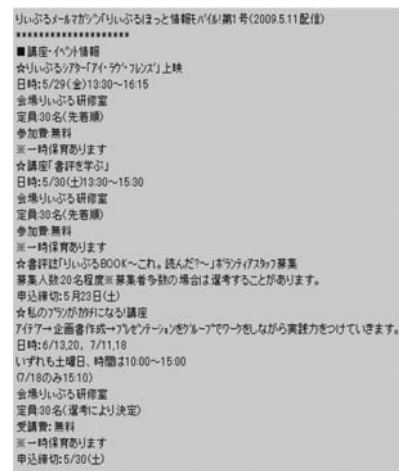 りぃぶるメールマガジン「りぃぶるほっと情報モバイル」第1号(2009.5.11配信)
********************
■講座・イベント情報
☆りぃぶるシアター「アイ・ラヴ・フレンズ」上映
日時:5/29(金)13:30～16:15
会場りぃぶる研修室
定員:30名(先着順)
参加費:無料
※一時保育あります
☆講座「書評を学ぶ」
日時:5/30(土)13:30～15:30
会場りぃぶる研修室
定員:30名(先着順)
参加費:無料
※一時保育あります
☆書評誌「りぃぶるBOOK～これ。読んだ?～」ボランティアスタッフ募集
募集人数:20名程度※募集者多数の場合は選考することがあります。
申込締切:5月23日(土)
☆私のプランがカタチになる!講座
アイデア→企画書作成→プレゼンテーションをグループでワークをしながら実践力をつけていきます。
日時:6/13,20、7/11,18
いずれも土曜日、時間は10:00～15:00
(7/18のみ15:10)
会場りぃぶる研修室
定員:30名(選考により決定)
受講費:無料
※一時保育あります
申込締切:5/30(土)